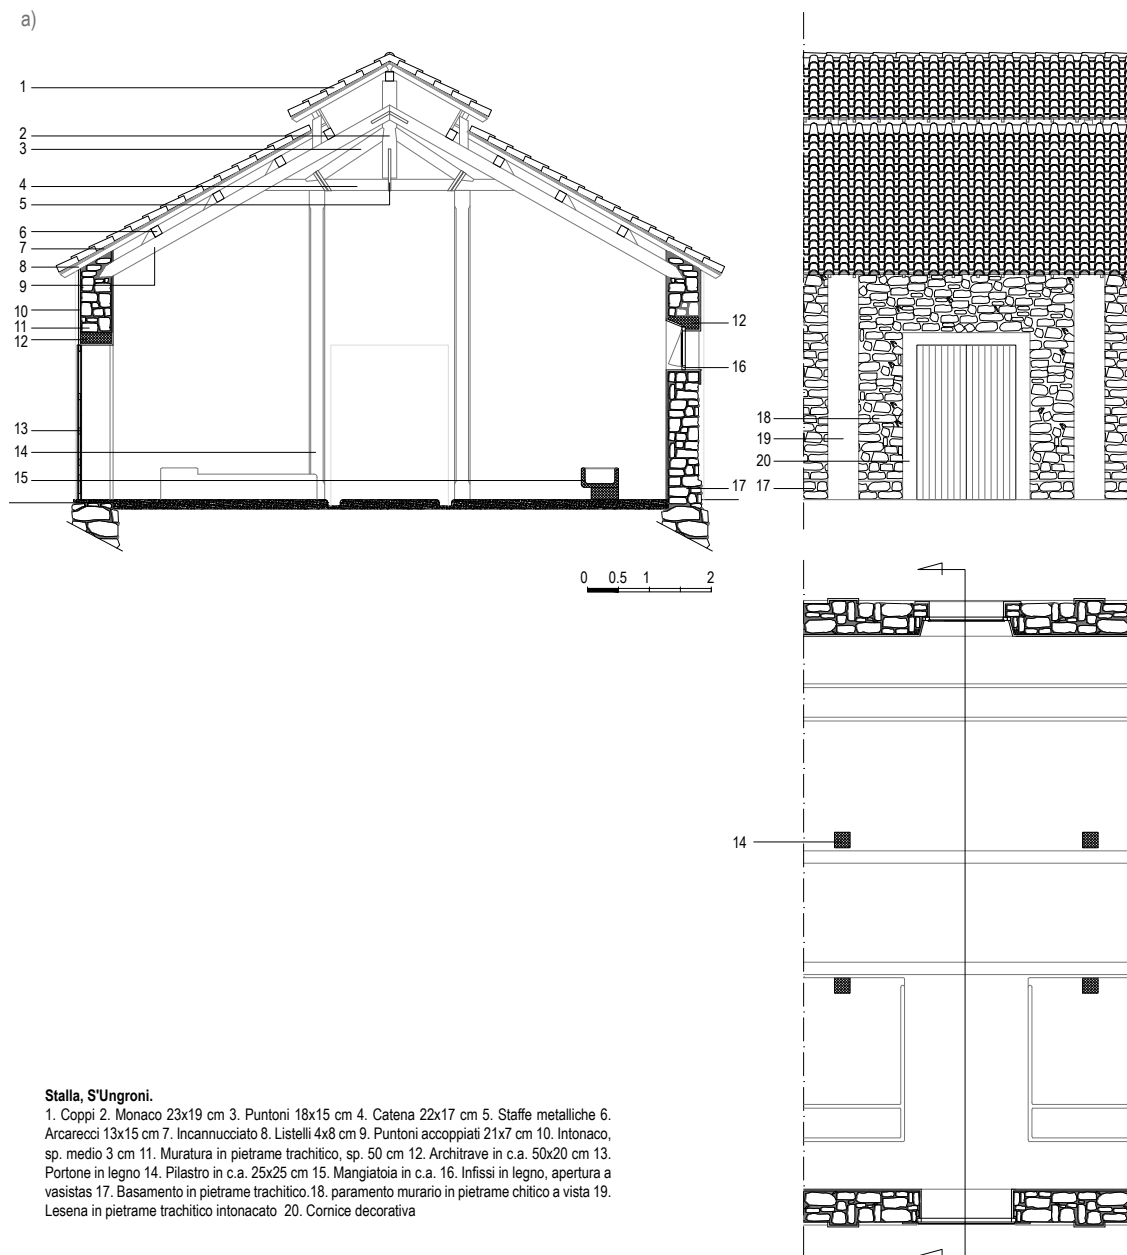 a)
1
2
3
4
5
6
7
8
9
10
11
12
13
14
15
12
16
17 17
18
19
20
0 0.5 1 2
14
Stalla, S'Ungroni.
1. Coppi 2. Monaco 23x19 cm 3. Puntoni 18x15 cm 4. Catena 22x17 cm 5. Staffe metalliche 6.
Arcarecci 13x15 cm 7. Incannucciato 8. Listelli 4x8 cm 9. Puntoni accoppiati 21x7 cm 10. Intonaco,
sp. medio 3 cm 11. Muratura in pietrame trachitico, sp. 50 cm 12. Architrave in c.a. 50x20 cm 13.
Portone in legno 14. Pilastro in c.a. 25x25 cm 15. Mangiatoia in c.a. 16. Infissi in legno, apertura a
vasistas 17. Basamento in pietrame trachitico.18. paramento murario in pietrame chitico a vista 19.
Lesena in pietrame trachitico intonacato 20. Cornice decorativa